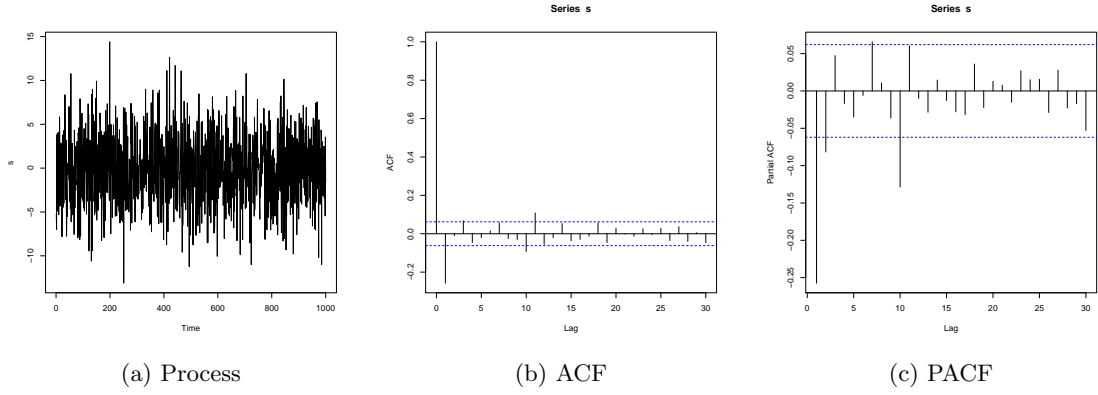 Series s
Series s
15
10
5
0
−5
−10
s
0 200 400 600 800 1000
Time
1.0
0.8
0.6
0.4
0.2
0.0
−0.2
ACF
0 5 10 15 20 25 30
Lag
0.05
0.00
−0.05
−0.10
−0.15
−0.20
−0.25
Partial ACF
0 5 10 15 20 25 30
Lag
(a) Process
(b) ACF
(c) PACF